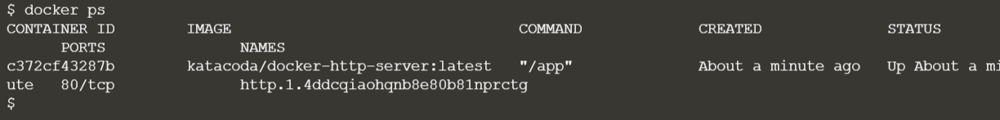 $ docker ps
CONTAINER ID IMAGE COMMAND CREATED STATUS
PORTS NAMES
c372cf43287b katacoda/docker-http-server:latest "/app" About a minute ago Up About a mi
ute 80/tcp http.1.4ddcqiaohqnb8e80b81nprctg
$